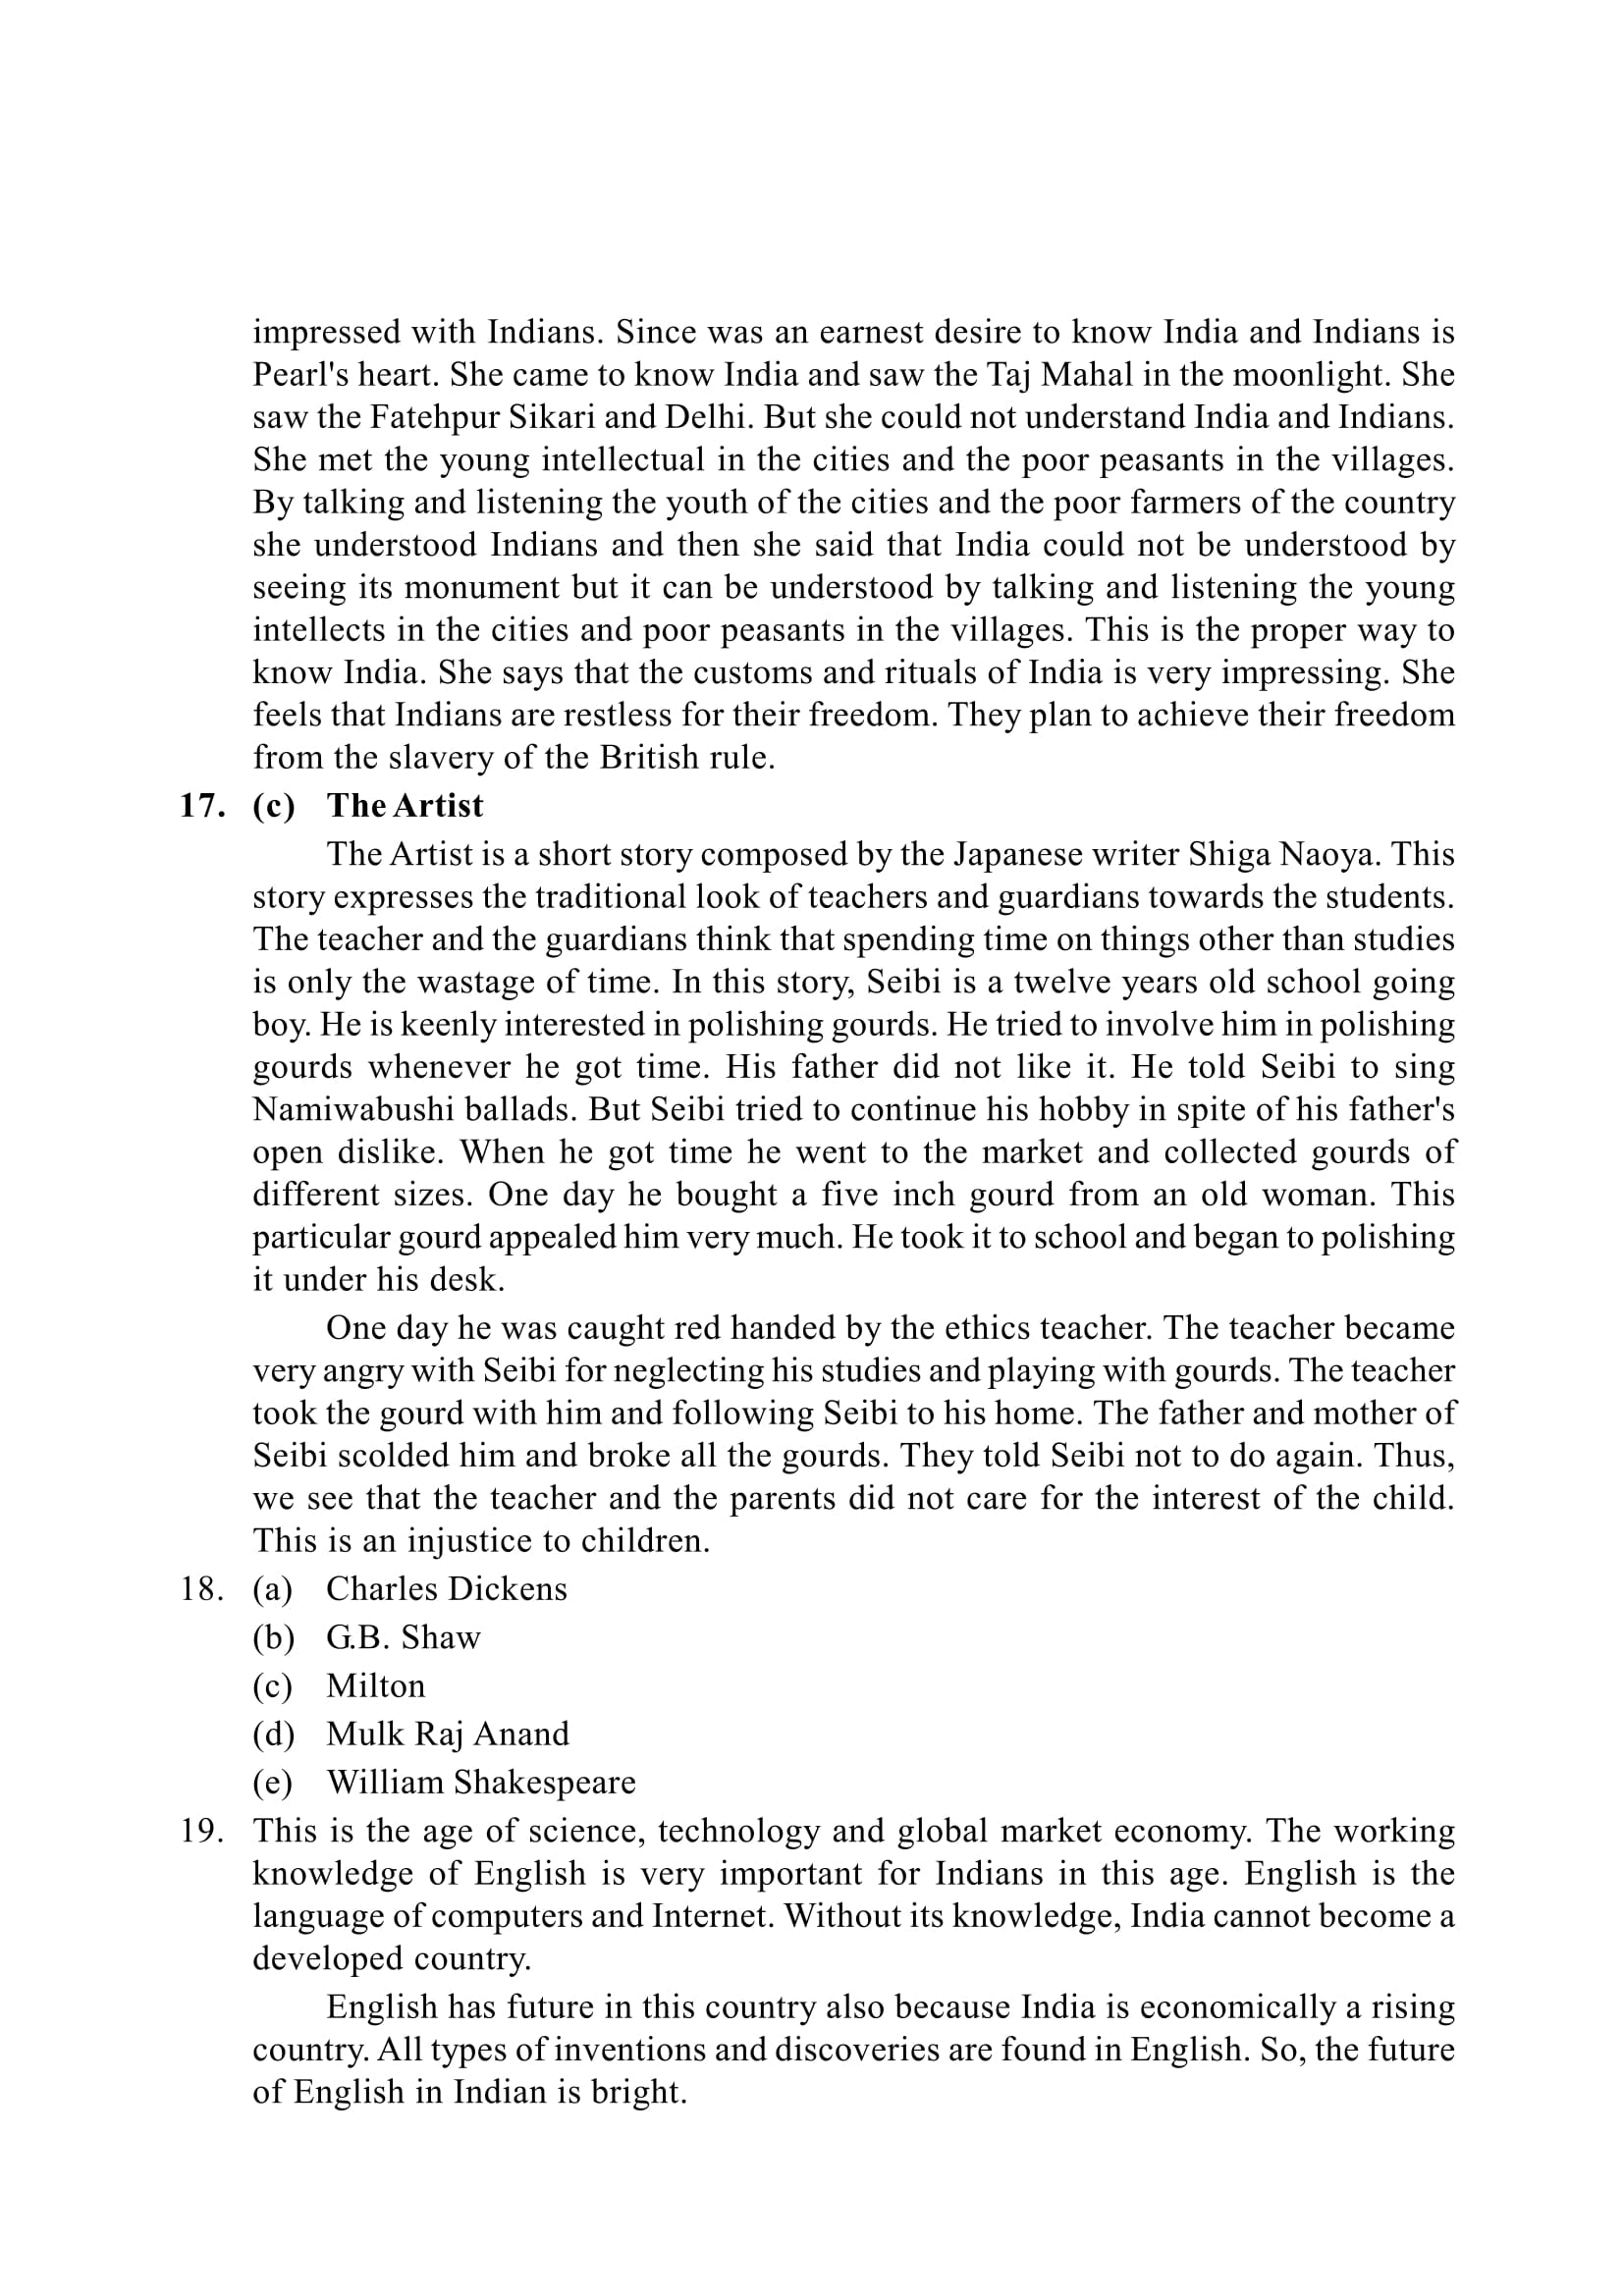 impressed with Indians. Since was an earnest desire to know India and Indians is
Pearl's heart. She came to know India and saw the Taj Mahal in the moonlight. She
saw the Fatehpur Sikari and Delhi. But she could not understand India and Indians.
She met the young intellectual in the cities and the poor peasants in the villages.
By talking and listening the youth of the cities and the poor farmers of the country
she understood Indians and then she said that India could not be understood by
seeing its monument but it can be understood by talking and listening the young
intellects in the cities and poor peasants in the villages. This is the proper way to
know India. She says that the customs and rituals of India is very impressing. She
feels that Indians are restless for their freedom. They plan to achieve their freedom
from the slavery of the British rule.
17. (c) The Artist
The Artist is a short story composed by the Japanese writer Shiga Naoya. This
story expresses the traditional look of teachers and guardians towards the students.
The teacher and the guardians think that spending time on things other than studies
is only the wastage of time. In this story, Seibi is a twelve years old school going
boy. He is keenly interested in polishing gourds. He tried to involve him in polishing
gourds whenever he got time. His father did not like it. He told Seibi to sing
Namiwabushi ballads. But Seibi tried to continue his hobby in spite of his father's
open dislike. When he got time he went to the market and collected gourds of
different sizes. One day he bought a five inch gourd from an old woman. This
particular gourd appealed him very much. He took it to school and began to polishing
it under his desk.
One day he was caught red handed by the ethics teacher. The teacher became
very angry with Seibi for neglecting his studies and playing with gourds. The teacher
took the gourd with him and following Seibi to his home. The father and mother of
Seibi scolded him and broke all the gourds. They told Seibi not to do again. Thus,
we see that the teacher and the parents did not care for the interest of the child.
This is an injustice to children.
18. (a) Charles Dickens
(b) G.B. Shaw
(c) Milton
(d) Mulk Raj Anand
(e) William Shakespeare
19. This is the age of science, technology and global market economy. The working
knowledge of English is very important for Indians in this age. English is the
language of computers and Internet. Without its knowledge, India cannot become a
developed country.
English has future in this country also because India is economically a rising
country. All types of inventions and discoveries are found in English. So, the future
of English in Indian is bright.